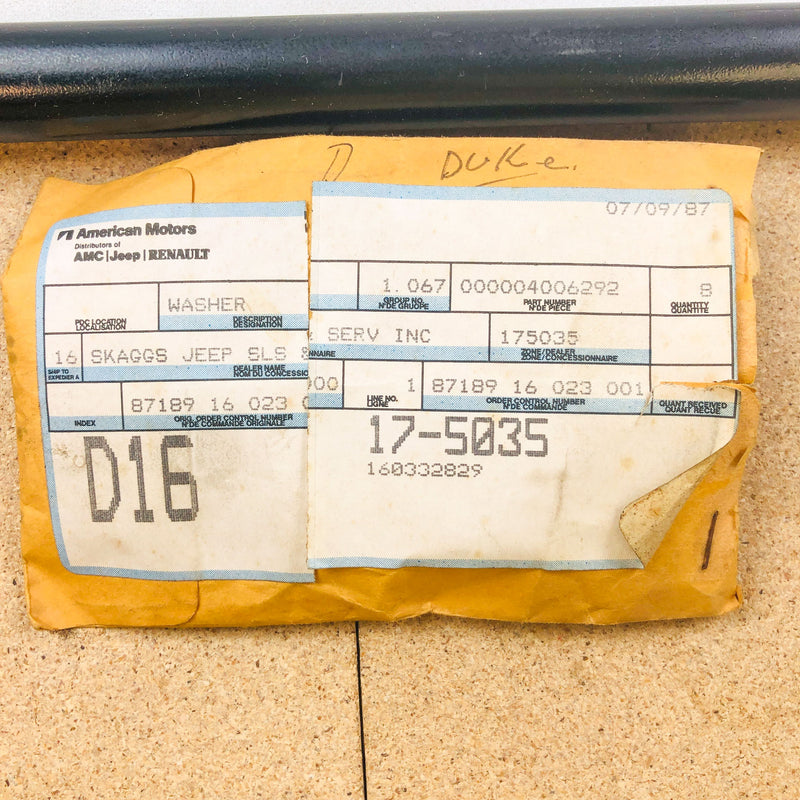 D Duke.
American Motors
Distributors of
AMC | Jeep | RENAULT
07/09/87
WASHER 1.067 000004006292 8
PDC LOCATION LOCALISATION DESCRIPTION DESIGNATION GROUP NO. N'DE GRUOPE PART NUMBER N'DE PIECE QUANTITY QUANTITE
16 SKAGGS JEEP SLS & SERV INC 175035
SHIP TO EXPEDIER A DEALER NAME NOM DU CONCESSIONNAIRE ZONE/DEALER ZONE/CONCESSIONNAIRE
87189 16 023 000 1 87189 16 023 001
INDEX ORIG. ORDER CONTROL NUMBER N'DE COMMANDE ORIGINALE LINE NO. LIGNE ORDER CONTROL NUMBER N'DE COMMANDE QUANT RECEIVED QUANT RECUE
D16 17-5035
160332829